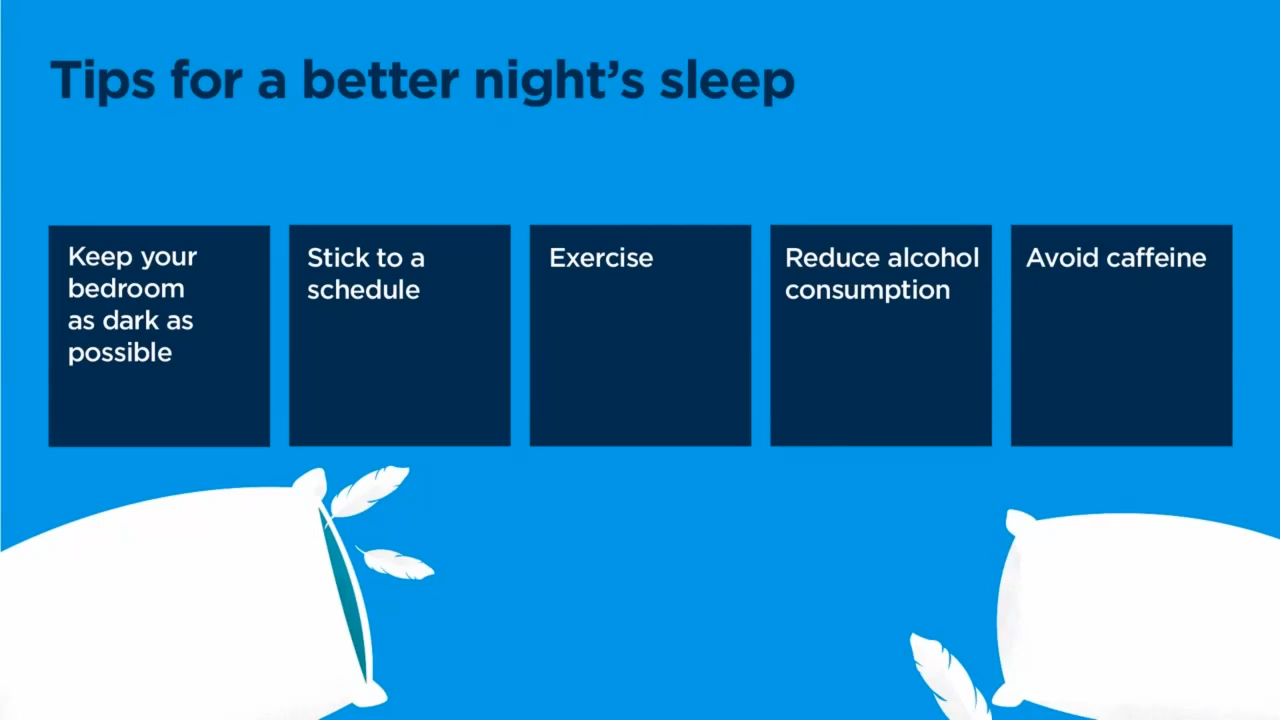 Tips for a better night’s sleep
Keep your
bedroom
as dark as
possible
Stick to a
schedule
Exercise
Reduce alcohol
consumption
Avoid caffeine